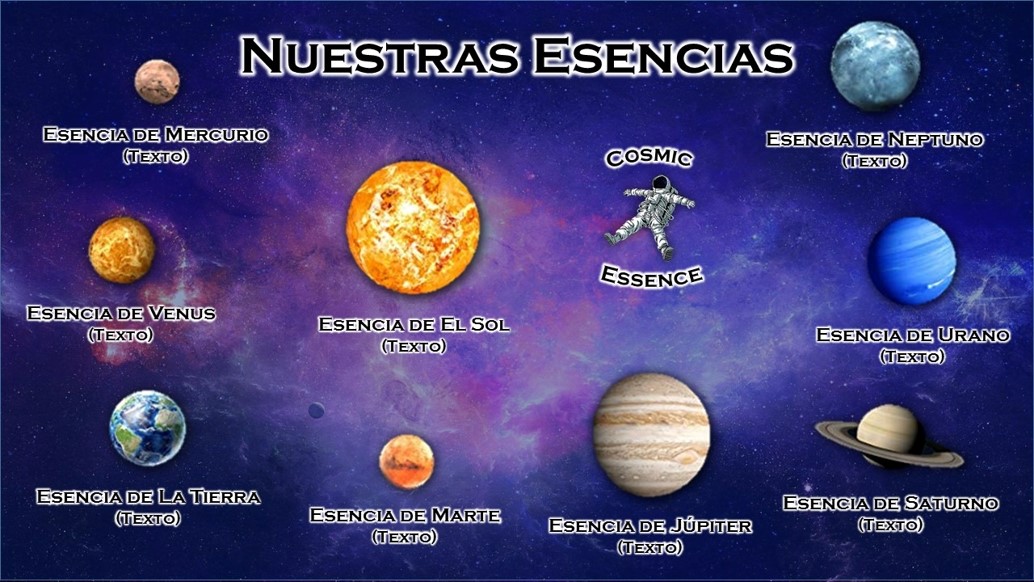 Nuestras Esencias
Esencia de Mercurio
(Texto)
Esencia de Neptuno
(Texto)
Cosmic
Essence
Esencia de Venus
(Texto)
Esencia de El Sol
(Texto)
Esencia de Urano
(Texto)
Esencia de La Tierra
(Texto)
Esencia de Marte
(Texto)
Esencia de Júpiter
(Texto)
Esencia de Saturno
(Texto)